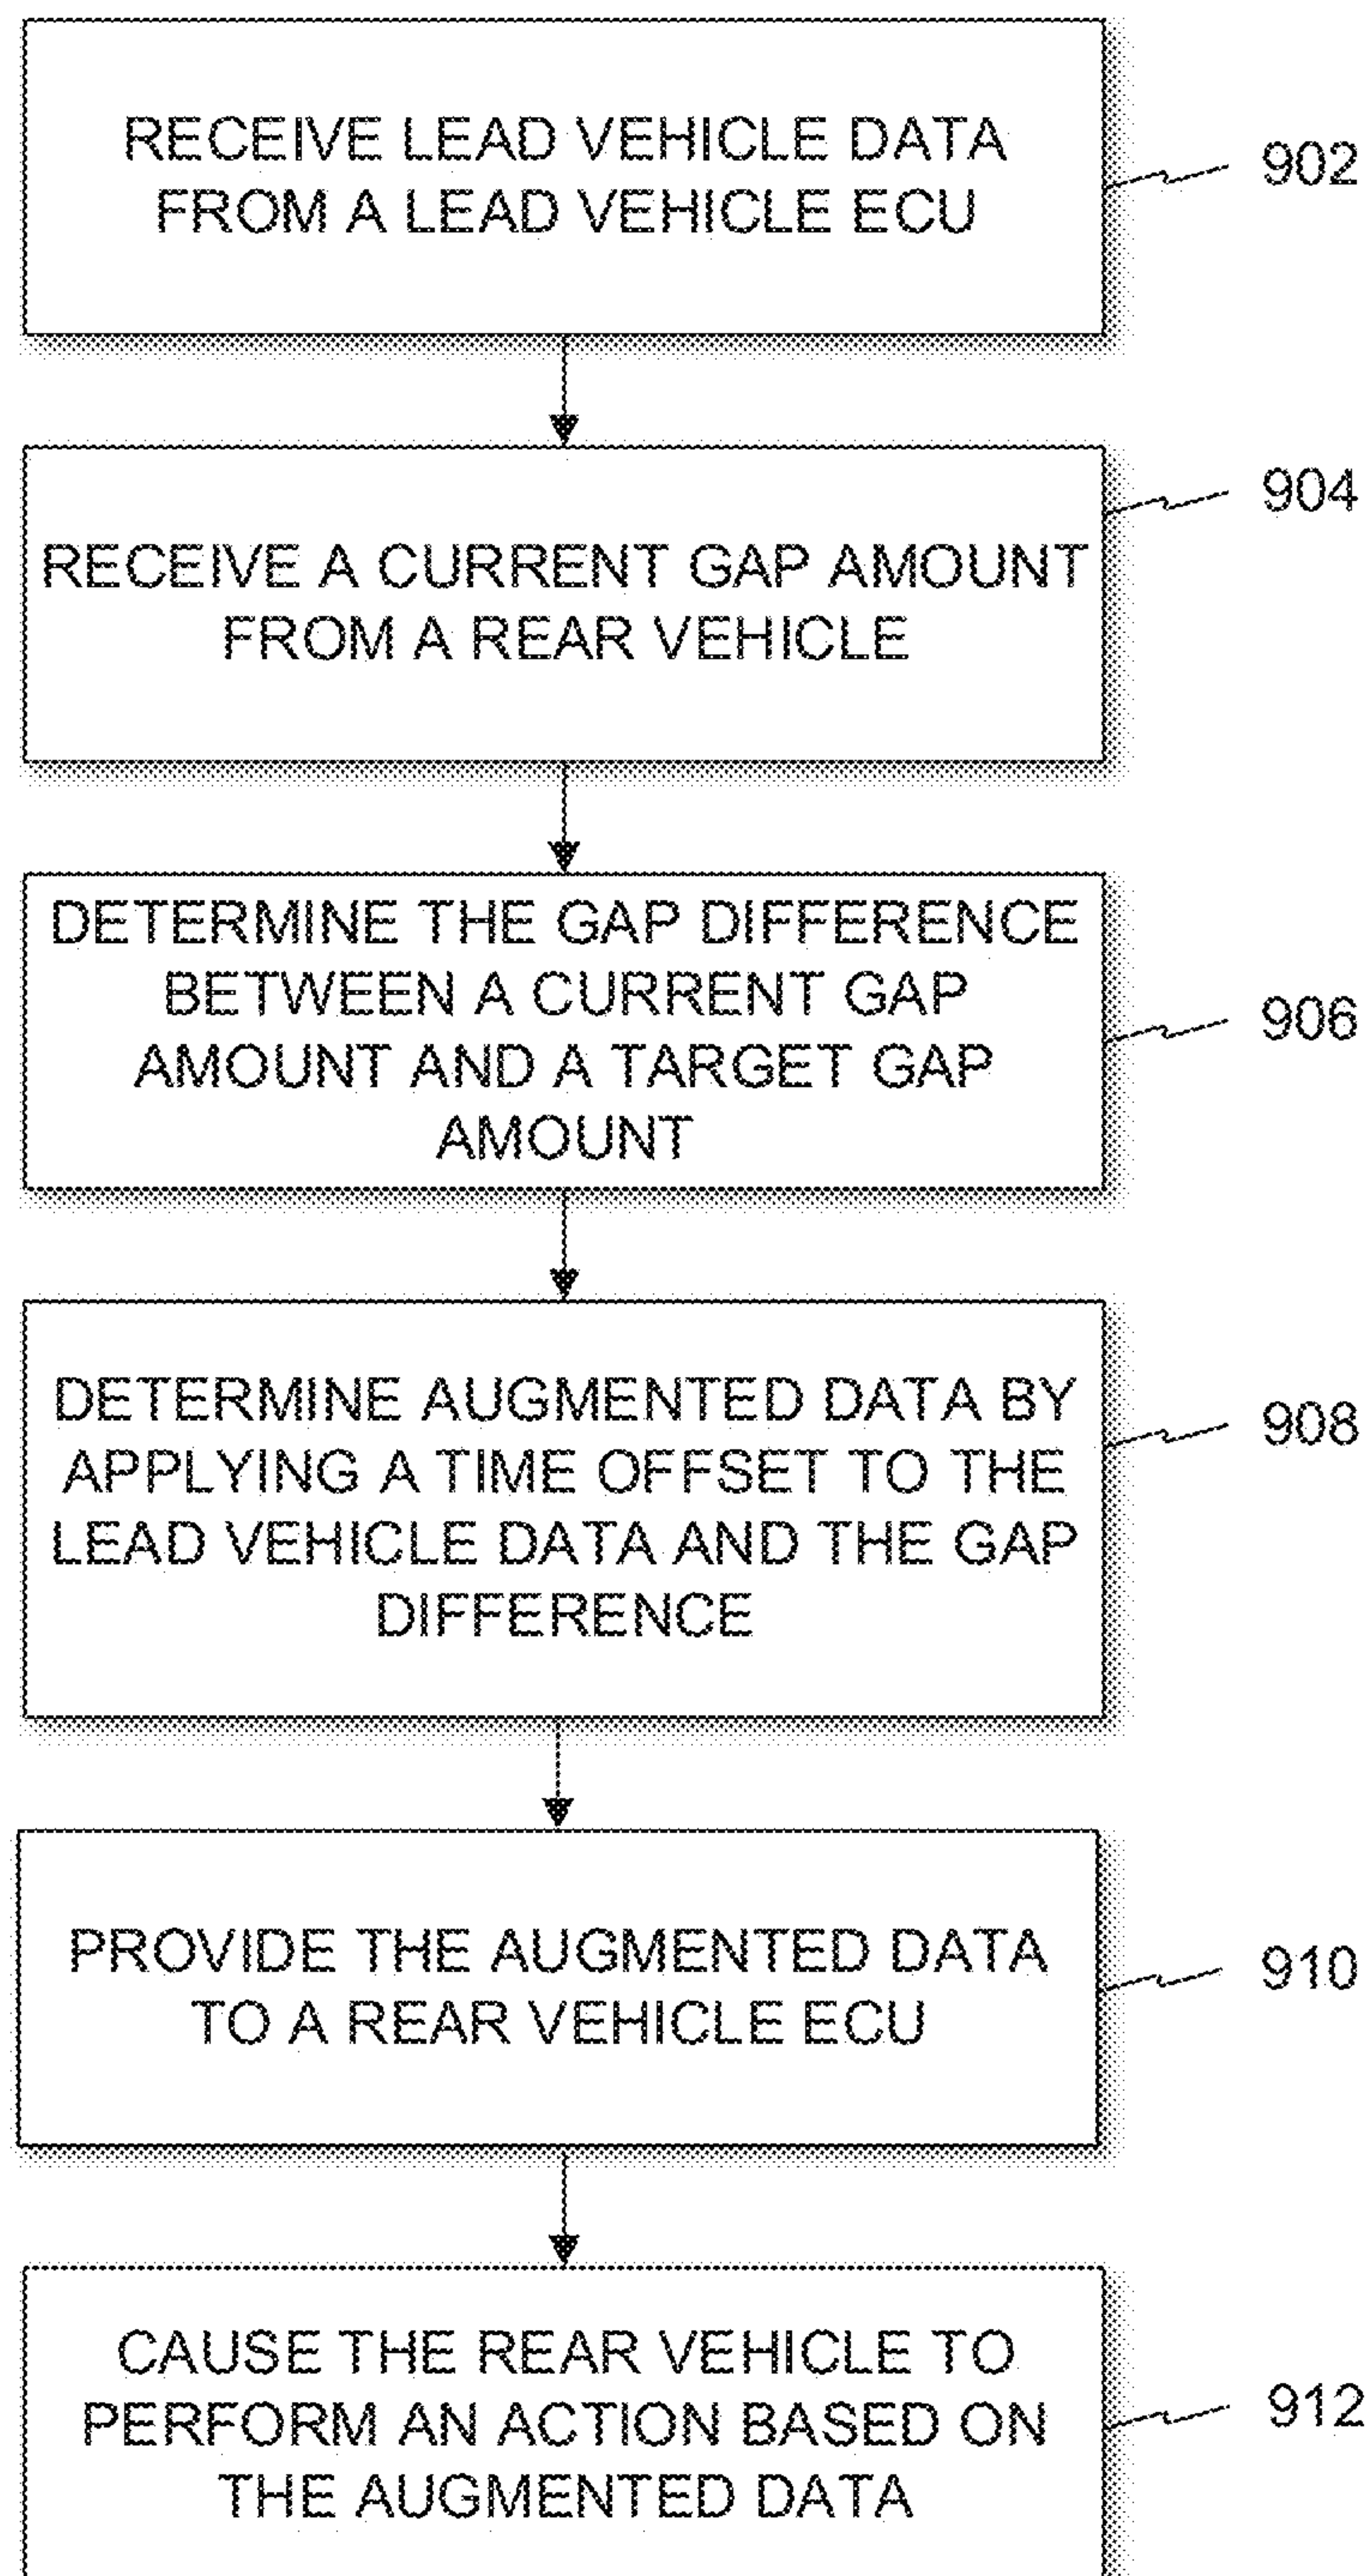 RECEIVE LEAD VEHICLE DATA
FROM A LEAD VEHICLE ECU
902
RECEIVE A CURRENT GAP AMOUNT
FROM A REAR VEHICLE
904
DETERMINE THE GAP DIFFERENCE
BETWEEN A CURRENT GAP
AMOUNT AND A TARGET GAP
AMOUNT
906
DETERMINE AUGMENTED DATA BY
APPLYING A TIME OFFSET TO THE
LEAD VEHICLE DATA AND THE GAP
DIFFERENCE
908
PROVIDE THE AUGMENTED DATA
TO A REAR VEHICLE ECU
910
CAUSE THE REAR VEHICLE TO
PERFORM AN ACTION BASED ON
THE AUGMENTED DATA
912